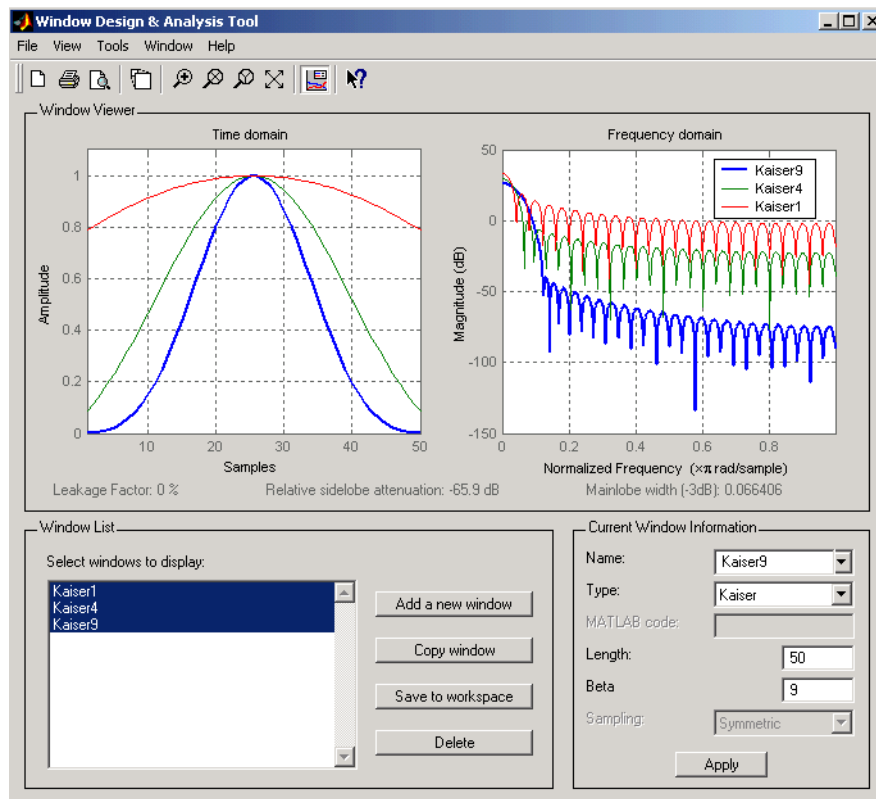 Window Design & Analysis Tool
File View Tools Window Help
Window Viewer
Time domain
1
0.8
0.6
0.4
0.2
0
Amplitude
10 20 30 40 50
Samples
Frequency domain
50
0
-50
-100
-150
Magnitude (dB)
Kaiser9
Kaiser4
Kaiser1
0 0.2 0.4 0.6 0.8
Normalized Frequency (×π rad/sample)
Leakage Factor: 0 % Relative sidelobe attenuation: -65.9 dB Mainlobe width (-3dB): 0.066406
Window List
Select windows to display:
Kaiser1
Kaiser4
Kaiser9
Add a new window
Copy window
Save to workspace
Delete
Current Window Information
Name: Kaiser9
Type: Kaiser
MATLAB code:
Length: 50
Beta 9
Sampling: Symmetric
Apply